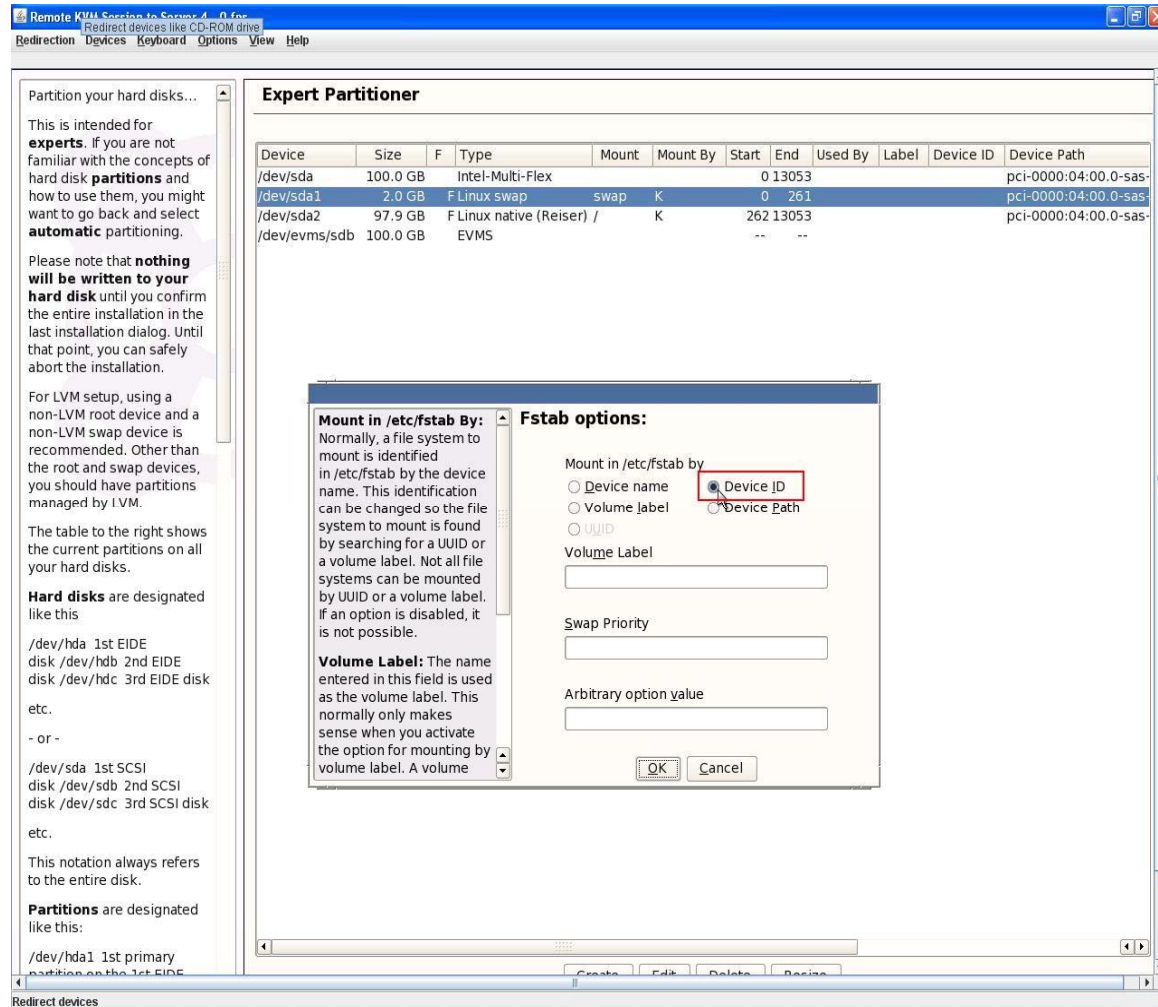 Remote KVM Session to Server 4 0 fps
Redirect devices like CD-ROM drive
Redirection Devices Keyboard Options View Help
Partition your hard disks...
This is intended for
experts. If you are not
familiar with the concepts of
hard disk partitions and
how to use them, you might
want to go back and select
automatic partitioning.
Please note that nothing
will be written to your
hard disk until you confirm
the entire installation in the
last installation dialog. Until
that point, you can safely
abort the installation.
For LVM setup, using a
non-LVM root device and a
non-LVM swap device is
recommended. Other than
the root and swap devices,
you should have partitions
managed by LVM.
The table to the right shows
the current partitions on all
your hard disks.
Hard disks are designated
like this
/dev/hda 1st EIDE
disk /dev/hdb 2nd EIDE
disk /dev/hdc 3rd EIDE disk
etc.
- or -
/dev/sda 1st SCSI
disk /dev/sdb 2nd SCSI
disk /dev/sdc 3rd SCSI disk
etc.
This notation always refers
to the entire disk.
Partitions are designated
like this:
/dev/hda1 1st primary
partition on the 1st EIDE
Expert Partitioner
Device Size F Type Mount Mount By Start End Used By Label Device ID Device Path
/dev/sda 100.0 GB Intel-Multi-Flex 0 13053 pci-0000:04:00.0-sas-
/dev/sda1 2.0 GB F Linux swap swap K 0 261 pci-0000:04:00.0-sas-
/dev/sda2 97.9 GB F Linux native (Reiser) / K 262 13053 pci-0000:04:00.0-sas-
/dev/evms/sdb 100.0 GB EVMS -- --
Mount in /etc/fstab By:
Normally, a file system to
mount is identified
in /etc/fstab by the device
name. This identification
can be changed so the file
system to mount is found
by searching for a UUID or
a volume label. Not all file
systems can be mounted
by UUID or a volume label.
If an option is disabled, it
is not possible.
Volume Label: The name
entered in this field is used
as the volume label. This
normally only makes
sense when you activate
the option for mounting by
volume label. A volume
Fstab options:
Mount in /etc/fstab by
Device name Device ID
Volume label Device Path
UUID
Volume Label
Swap Priority
Arbitrary option value
OK Cancel
Create Edit Delete Resize
Redirect devices